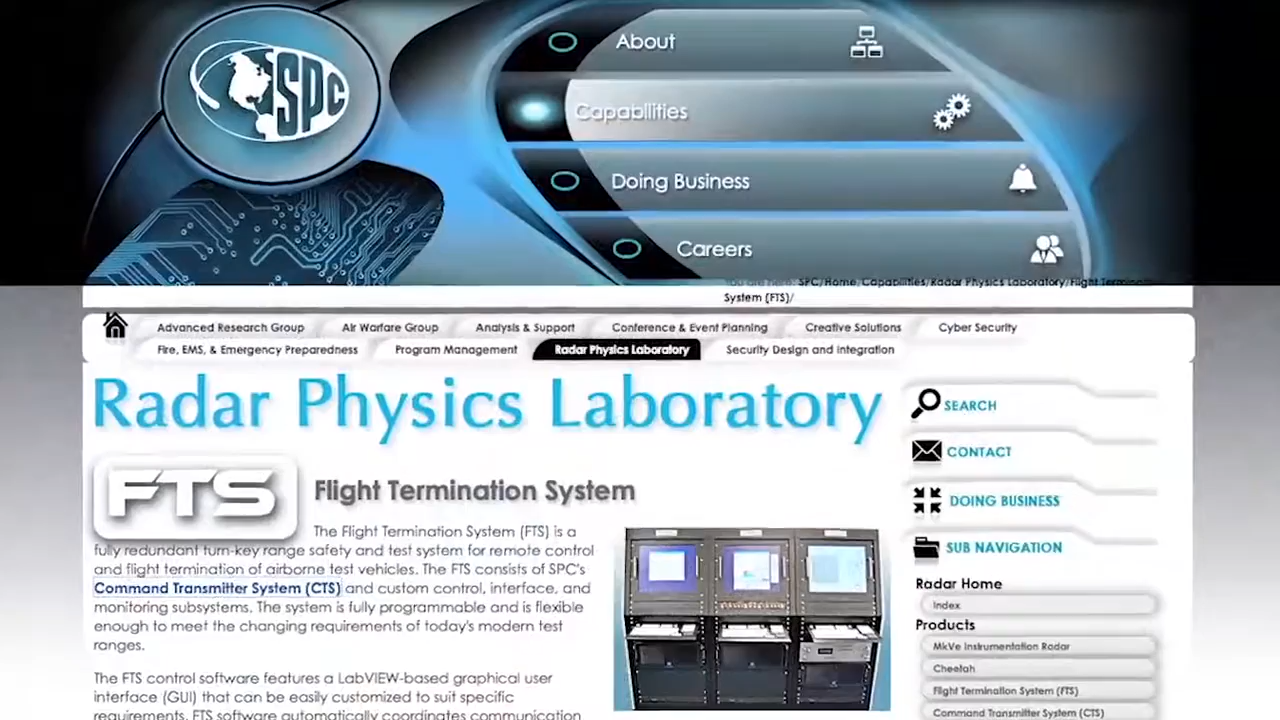 SPC
About
Capabilities
Doing Business
Careers
You are here: SPC/Home/Capabilities/Radar Physics Laboratory/Flight Termination
System (FTS)/
Advanced Research Group Air Warfare Group Analysis & Support Conference & Event Planning Creative Solutions Cyber Security
Fire, EMS, & Emergency Preparedness Program Management Radar Physics Laboratory Security Design and Integration
Radar Physics Laboratory
FTS
Flight Termination System
The Flight Termination System (FTS) is a
fully redundant turn-key range safety and test system for remote control
and flight termination of airborne test vehicles. The FTS consists of SPC's
Command Transmitter System (CTS) and custom control, interface, and
monitoring subsystems. The system is fully programmable and is flexible
enough to meet the changing requirements of today's modern test
ranges.
The FTS control software features a LabVIEW-based graphical user
interface (GUI) that can be easily customized to suit specific
requirements. FTS software automatically coordinates communication
SEARCH
CONTACT
DOING BUSINESS
SUB NAVIGATION
Radar Home
Index
Products
MkVe Instrumentation Radar
Cheetah
Flight Termination System (FTS)
Command Transmitter System (CTS)